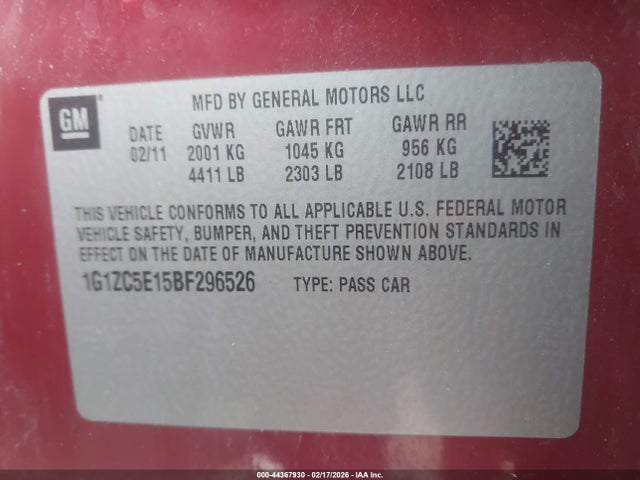 GM
MFD BY GENERAL MOTORS LLC
DATE GVWR GAWR FRT GAWR RR
02/11 2001 KG 1045 KG 956 KG
4411 LB 2303 LB 2108 LB
THIS VEHICLE CONFORMS TO ALL APPLICABLE U.S. FEDERAL MOTOR
VEHICLE SAFETY, BUMPER, AND THEFT PREVENTION STANDARDS IN
EFFECT ON THE DATE OF MANUFACTURE SHOWN ABOVE.
1G1ZC5E15BF296526 TYPE: PASS CAR
000-44367930 - 02/17/2026 - IAA Inc.